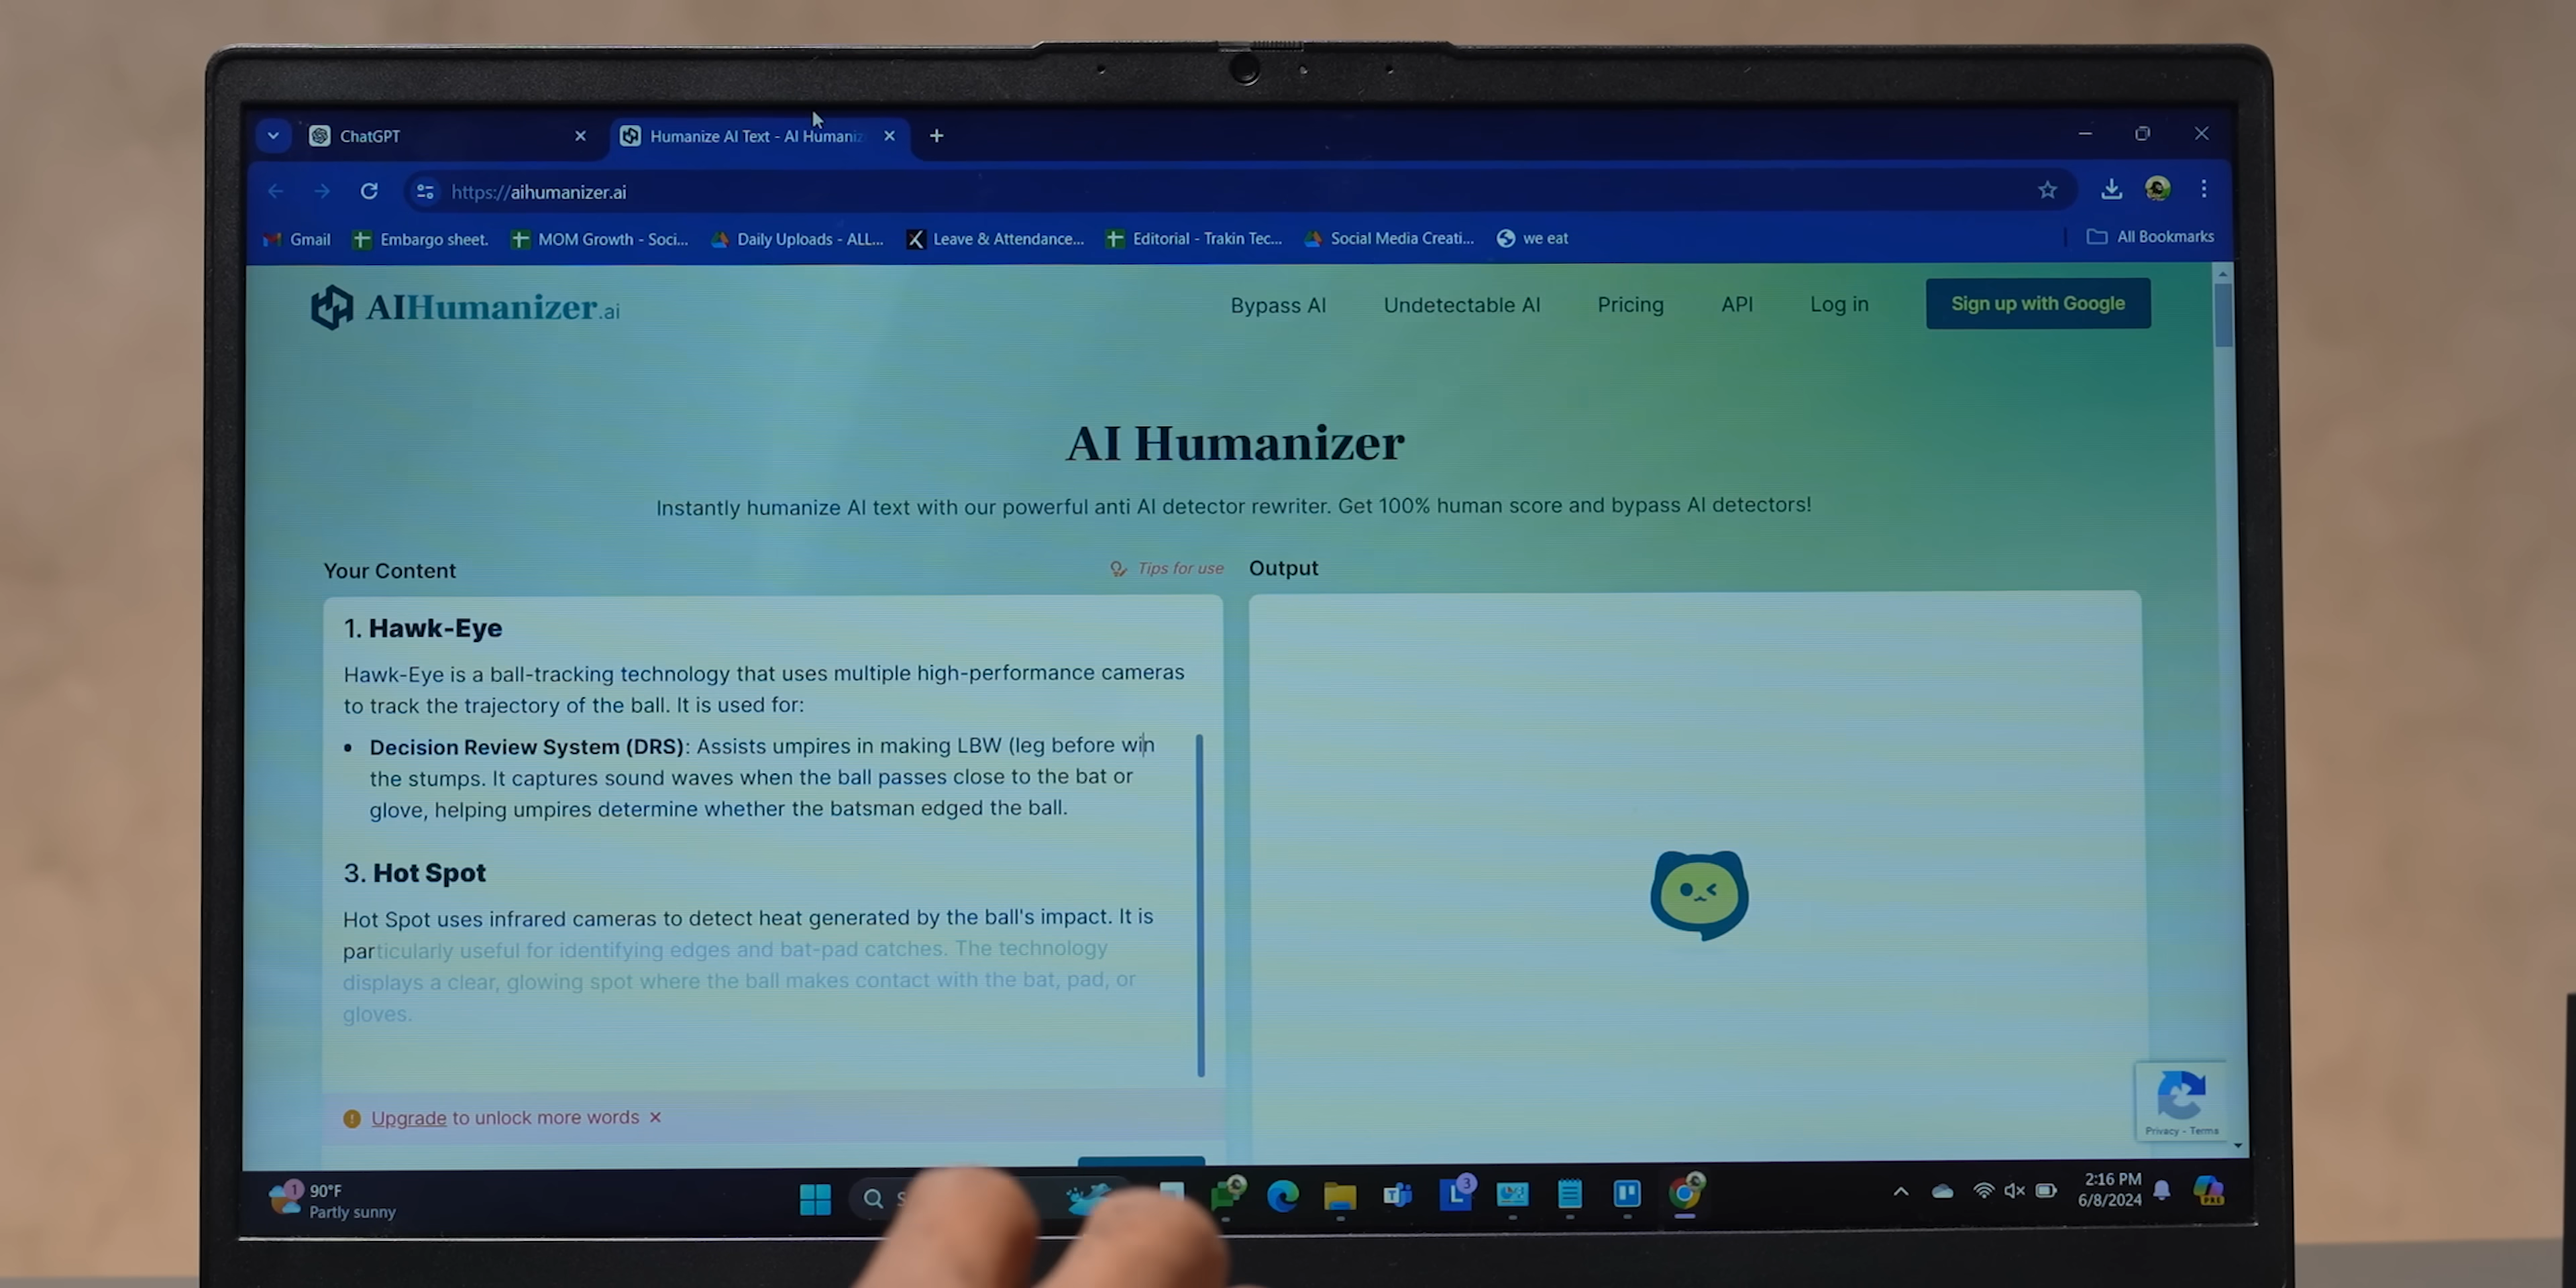 ChatGPT
Humanize AI Text - AI Humaniz
https://aihumanizer.ai
Gmail
Embargo sheet.
MOM Growth - Soci...
Daily Uploads - ALL...
Leave & Attendance...
Editorial - Trakin Tec...
Social Media Creati...
we eat
All Bookmarks
AIHumanizer.ai
Bypass AI
Undetectable AI
Pricing
API
Log in
Sign up with Google
AI Humanizer
Instantly humanize AI text with our powerful anti AI detector rewriter. Get 100% human score and bypass AI detectors!
Your Content
Tips for use
Output
1. Hawk-Eye
Hawk-Eye is a ball-tracking technology that uses multiple high-performance cameras
to track the trajectory of the ball. It is used for:
• Decision Review System (DRS): Assists umpires in making LBW (leg before win
the stumps. It captures sound waves when the ball passes close to the bat or
glove, helping umpires determine whether the batsman edged the ball.
3. Hot Spot
Hot Spot uses infrared cameras to detect heat generated by the ball's impact. It is
particularly useful for identifying edges and bat-pad catches. The technology
displays a clear, glowing spot where the ball makes contact with the bat, pad, or
gloves.
Upgrade to unlock more words
Privacy - Terms
1
90°F
Partly sunny
3
2:16 PM
6/8/2024